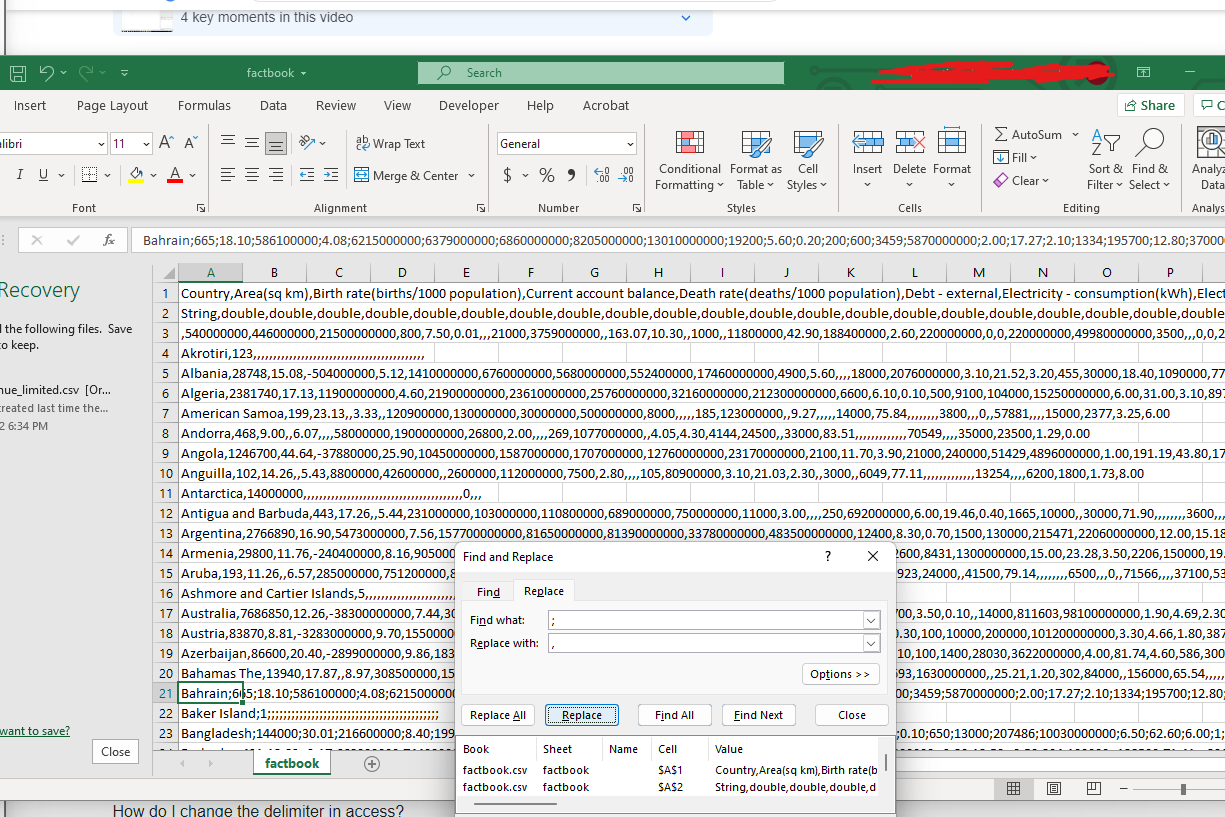 4 key moments in this video
factbook
Search
Insert Page Layout Formulas Data Review View Developer Help Acrobat
Share
C
alibri 11 A^ A˅ ab Wrap Text General AutoSum
I U A Merge & Center $ % 9 Conditional Formatting Format as Table Cell Styles Insert Delete Format Fill Clear Sort & Filter Find & Select Analyze Data
Font Alignment Number Styles Cells Editing Analys
fx Bahrain;665;18.10;586100000;4.08;6215000000;6379000000;6860000000;8205000000;13010000000;19200;5.60;0.20;200;600;3459;5870000000;2.00;17.27;2.10;1334;195700;12.80;37000
A B C D E F G H I J K L M N O P
Recovery
l the following files. Save
to keep.
nue_limited.csv [Or...
reated last time the...
2 6:34 PM
want to save?
Close
1 Country,Area(sq km),Birth rate(births/1000 population),Current account balance,Death rate(deaths/1000 population),Debt - external,Electricity - consumption(kWh),Elect
2 String,double,double,double,double,double,double,double,double,double,double,double,double,double,double,double,double,double,double
3 ,540000000,446000000,21500000000,800,7.50,0.01,,,21000,3759000000,,163.07,10.30,,1000,,11800000,42.90,188400000,2.60,220000000,0,0,220000000,49980000000,3500,,,0,0,2
4 Akrotiri,123,,,,,,,,,,,,,,,,,,,,,,,,,,,,,,,,,,,,,,,,,,,
5 Albania,28748,15.08,-504000000,5.12,1410000000,6760000000,5680000000,552400000,17460000000,4900,5.60,,,,18000,2076000000,3.10,21.52,3.20,455,30000,18.40,1090000,77
6 Algeria,2381740,17.13,11900000000,4.60,21900000000,23610000000,25760000000,32160000000,212300000000,6600,6.10,0.10,500,9100,104000,15250000000,6.00,31.00,3.10,897
7 American Samoa,199,23.13,,3.33,,120900000,130000000,30000000,500000000,8000,,,,,185,123000000,,9.27,,,,,14000,75.84,,,,,,,,3800,,,0,,57881,,,,15000,2377,3.25,6.00
8 Andorra,468,9.00,,6.07,,,,58000000,1900000000,26800,2.00,,,,269,1077000000,,4.05,4.30,4144,24500,,33000,83.51,,,,,,,,,,,,,70549,,,,35000,23500,1.29,0.00
9 Angola,1246700,44.64,-37880000,25.90,10450000000,1587000000,1707000000,12760000000,23170000000,2100,11.70,3.90,21000,240000,51429,4896000000,1.00,191.19,43.80,17
10 Anguilla,102,14.26,,5.43,8800000,42600000,,2600000,112000000,7500,2.80,,,,105,80900000,3.10,21.03,2.30,,3000,,6049,77.11,,,,,,,,,,,,,13254,,,,6200,1800,1.73,8.00
11 Antarctica,14000000,,,,,,,,,,,,,,,,,,,,,,,,,,,,,,,,,,,,,,,0,,,
12 Antigua and Barbuda,443,17.26,,5.44,231000000,103000000,110800000,689000000,750000000,11000,3.00,,,,250,692000000,,6.00,19.46,0.40,1665,10000,,30000,71.90,,,,,,,,3600,,,
13 Argentina,2766890,16.90,5473000000,7.56,157700000000,81650000000,81390000000,33780000000,483500000000,12400,8.30,0.70,1500,130000,215471,22060000000,12.00,15.18
14 Armenia,29800,11.76,-240400000,8.16,905000 2600,8431,1300000000,15.00,23.28,3.50,2206,150000,19.
15 Aruba,193,11.26,,6.57,285000000,751200000,8 923,24000,,41500,79.14,,,,,,,,6500,,,0,,71566,,,,37100,53
16 Ashmore and Cartier Islands,5,,,,,,,,,,,,,,,,,,,,
17 Australia,7686850,12.26,-38300000000,7.44,30 700,3.50,0.10,,14000,811603,98100000000,1.90,4.69,2.30
18 Austria,83870,8.81,-3283000000,9.70,1550000 0.30,100,10000,200000,101200000000,3.30,4.66,1.80,387
19 Azerbaijan,86600,20.40,-2899000000,9.86,183 0.10,100,1400,28030,3622000000,4.00,81.74,4.60,586,300
20 Bahamas The,13940,17.87,,8.97,308500000,15 593,1630000000,,25.21,1.20,302,84000,,156000,65.54,,,,,
21 Bahrain;665;18.10;586100000;4.08;6215000000 00;3459;5870000000;2.00;17.27;2.10;1334;195700;12.80;
22 Baker Island;1;;;;;;;;;;;;;;;;;;;;;;;;;;;;;;;;;;;;;;;;;;;
23 Bangladesh;144000;30.01;216600000;8.40;199 ;0.10;650;13000;207486;10030000000;6.50;62.60;6.00;1;
Find and Replace ?
Find Replace
Find what: ;
Replace with: ,
Options >>
Replace All Replace Find All Find Next Close
Book Sheet Name Cell Value
factbook.csv factbook $A$1 Country,Area(sq km),Birth rate(b
factbook.csv factbook $A$2 String,double,double,double,d
factbook
How do I change the delimiter in access?